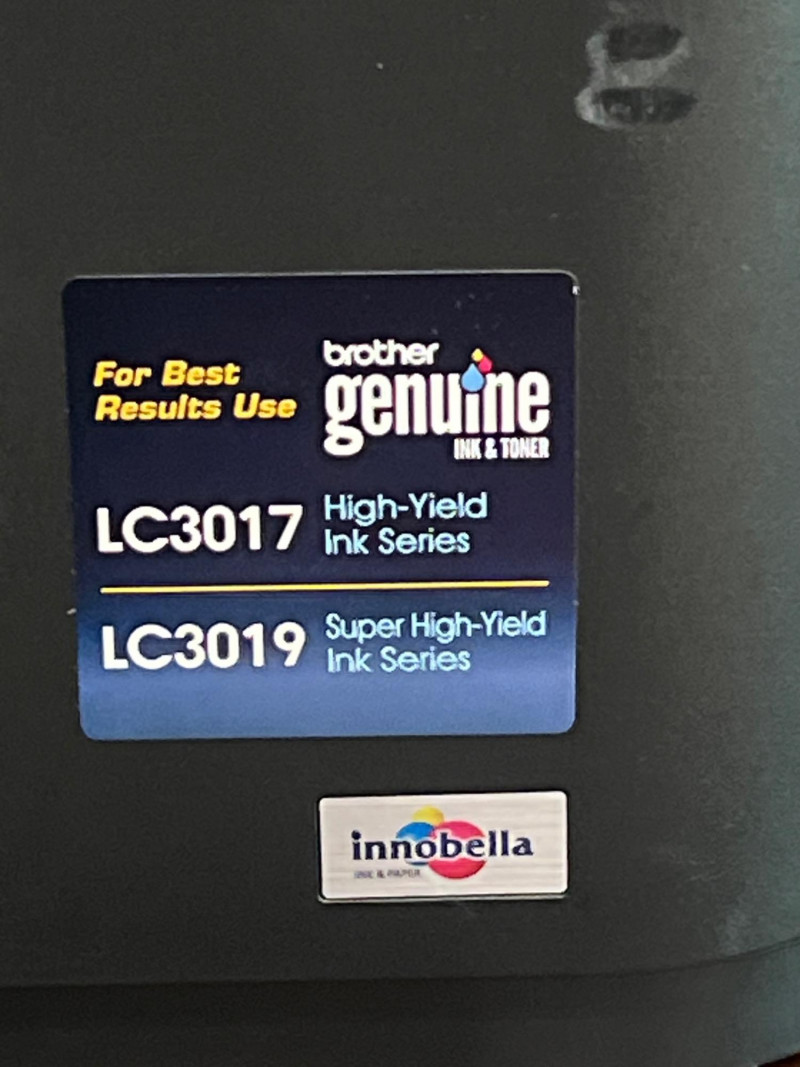 For Best
Results Use
brother
genuine
INK & TONER
LC3017 High-Yield
Ink Series
LC3019 Super High-Yield
Ink Series
innobella
INK & PAPER